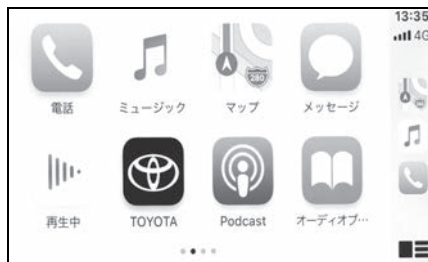 13:35
4G
電話
ミュージック
マップ
280
メッセージ
再生中
TOYOTA
Podcast
オーディオブ…